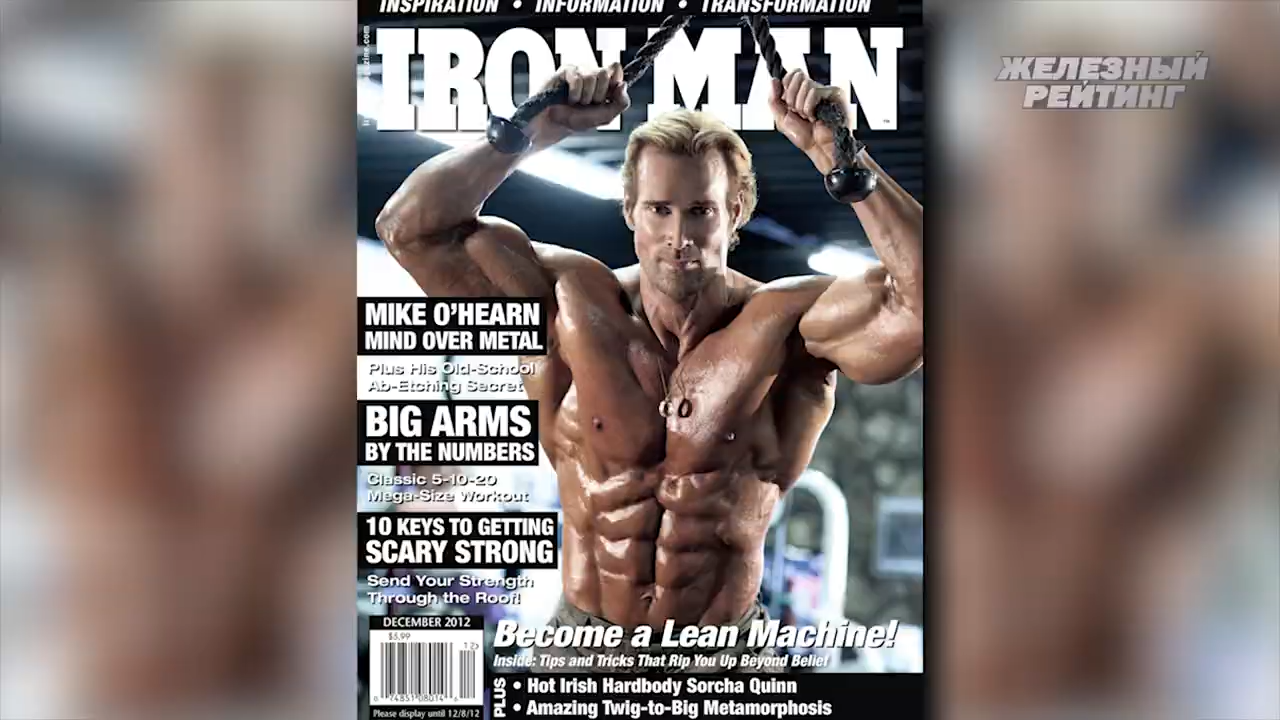 INSPIRATION • INFORMATION • TRANSFORMATION
IRON MAN
ЖЕЛЕЗНЫЙ
РЕЙТИНГ
MIKE O'HEARN
MIND OVER METAL
Plus His Old-School
Ab-Etching Secret
BIG ARMS
BY THE NUMBERS
Classic 5-10-20
Mega-Size Workout
10 KEYS TO GETTING
SCARY STRONG
Send Your Strength
Through the Roof!
DECEMBER 2012
$5.99
Please display until 12/8/12
Become a Lean Machine!
Inside: Tips and Tricks That Rip You Up Beyond Belief
PLUS
• Hot Irish Hardbody Sorcha Quinn
• Amazing Twig-to-Big Metamorphosis